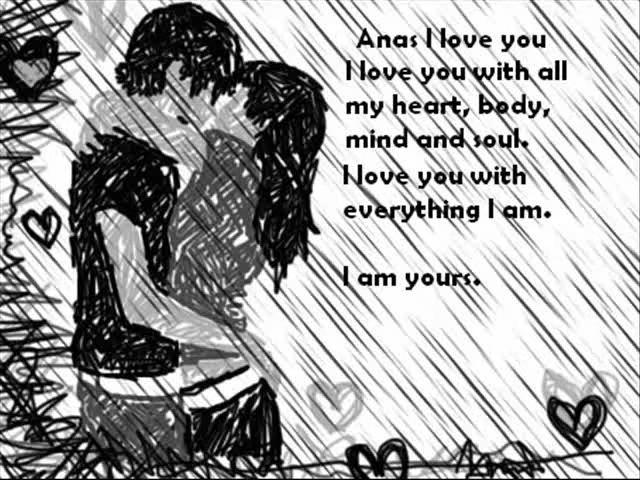 Anas I love you
I love you with all
my heart, body,
mind and soul.
I love you with
everything I am.
I am yours.